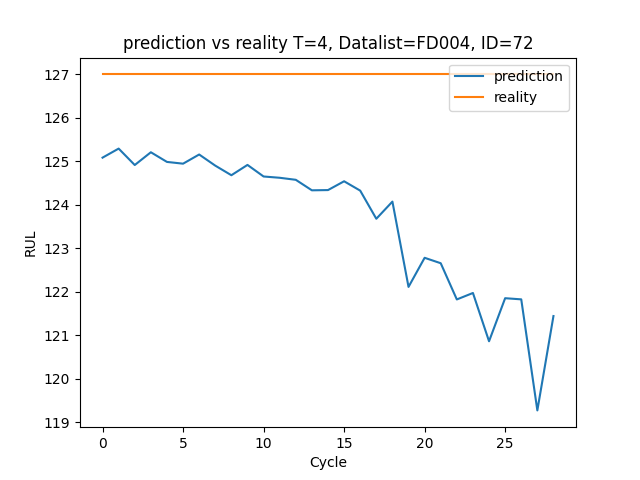 prediction vs reality T=4, Datalist=FD004, ID=72
127
126
125
124
123
122
121
120
119
RUL
prediction
reality
0 5 10 15 20 25
Cycle